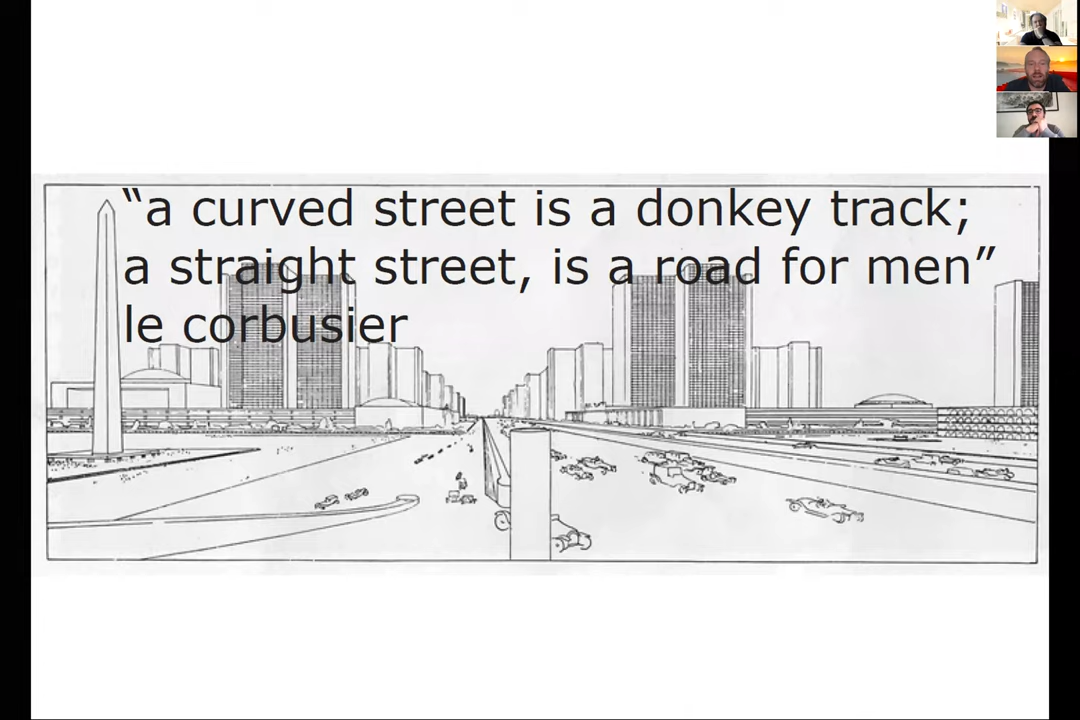 “a curved street is a donkey track;
a straight street, is a road for men”
le corbusier